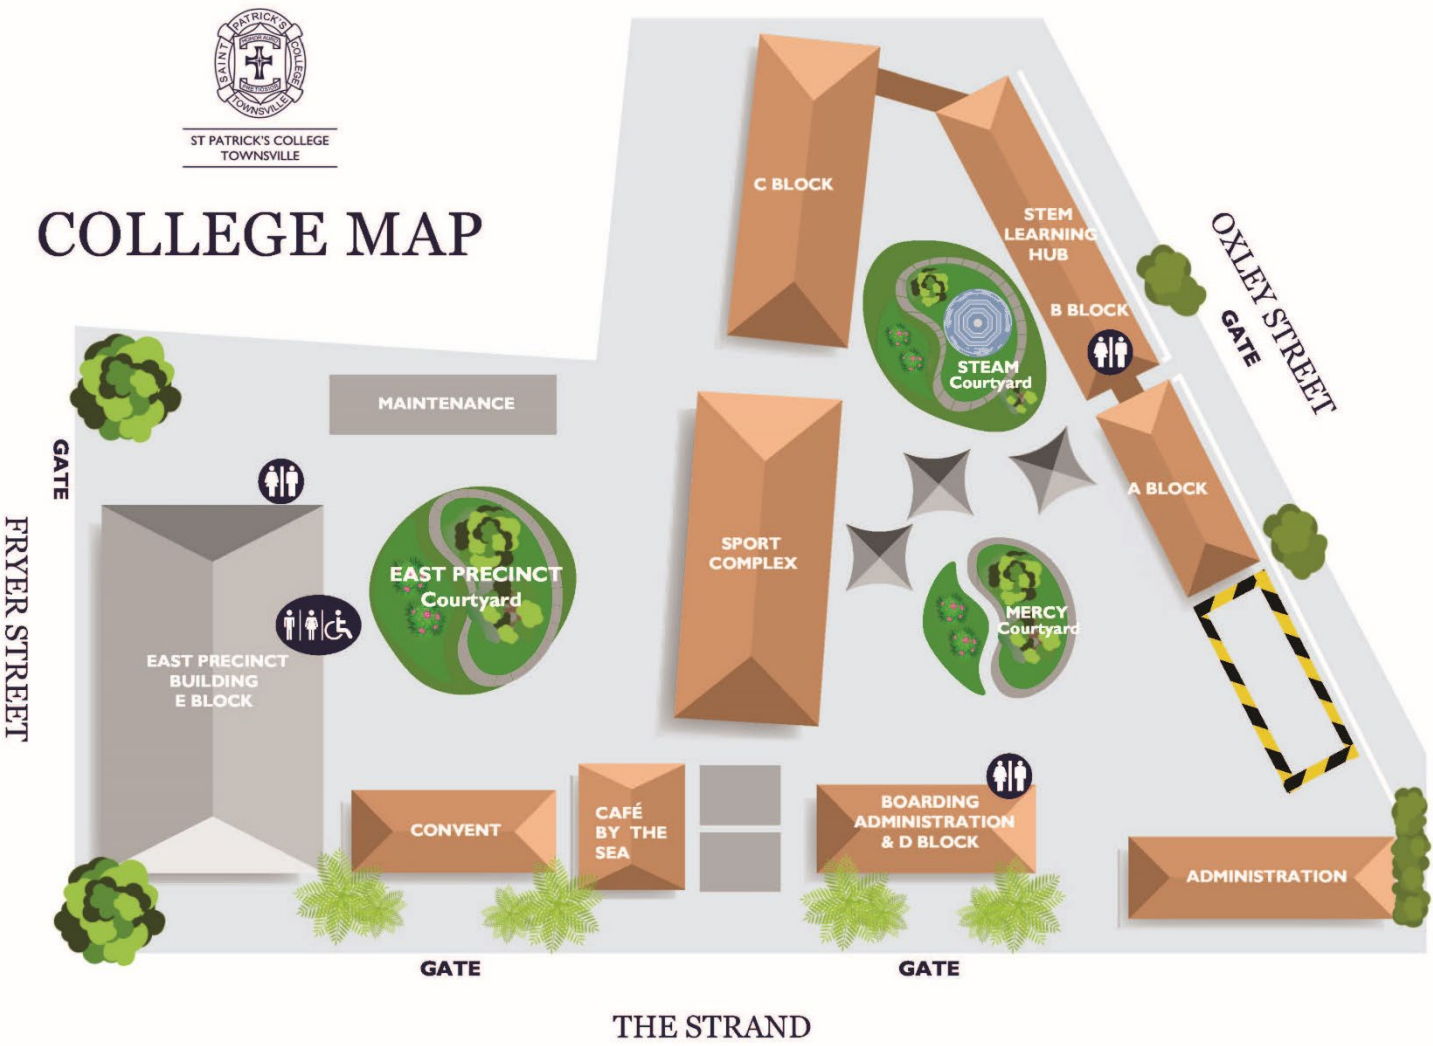 SAINT PATRICK'S COLLEGE TOWNSVILLE
ST PATRICK'S COLLEGE
TOWNSVILLE
COLLEGE MAP
C BLOCK
STEM
LEARNING
HUB
B BLOCK
OXLEY STREET
GATE
STEAM
Courtyard
MAINTENANCE
GATE
A BLOCK
FRYER STREET
SPORT
COMPLEX
EAST PRECINCT
Courtyard
MERCY
Courtyard
EAST PRECINCT
BUILDING
E BLOCK
CONVENT
CAFÉ
BY THE
SEA
BOARDING
ADMINISTRATION
& D BLOCK
ADMINISTRATION
GATE
GATE
THE STRAND